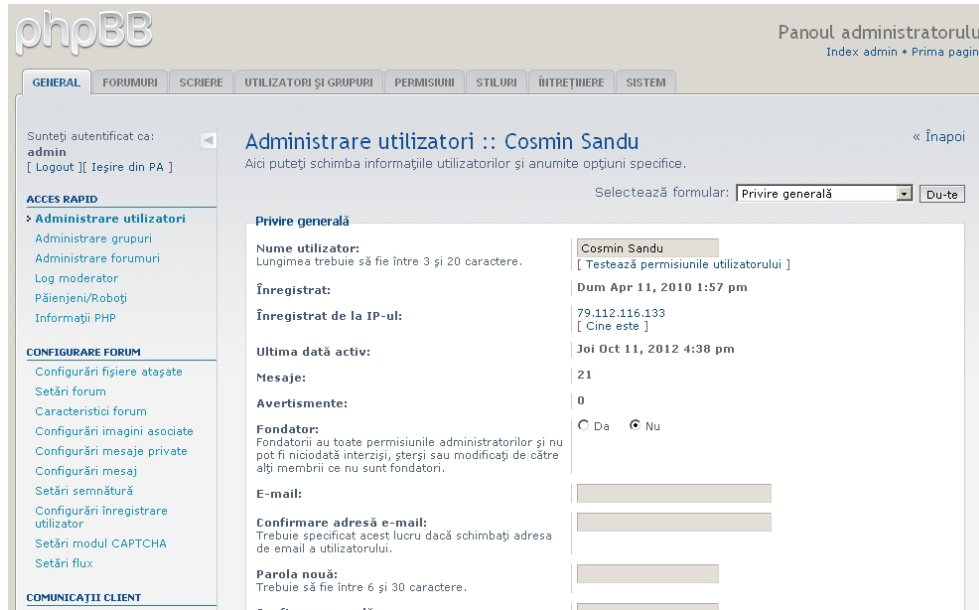 phpBB
Panoul administratorulu
Index admin • Prima pagin
GENERAL FORUMURI SCRIERE UTILIZATORI ŞI GRUPURI PERMISIUNI STILURI ÎNTREŢINERE SISTEM
Sunteţi autentificat ca:
admin
[ Logout ][ Ieşire din PA ]
ACCES RAPID
Administrare utilizatori
Administrare grupuri
Administrare forumuri
Log moderator
Păienjeni/Roboţi
Informaţii PHP
CONFIGURARE FORUM
Configurări fişiere ataşate
Setări forum
Caracteristici forum
Configurări imagini asociate
Configurări mesaje private
Configurări mesaj
Setări semnătură
Configurări înregistrare
utilizator
Setări modul CAPTCHA
Setări flux
COMUNICAŢII CLIENT
« Înapoi
Administrare utilizatori :: Cosmin Sandu
Aici puteţi schimba informaţiile utilizatorilor şi anumite opţiuni specifice.
Selectează formular: Privire generală Du-te
Privire generală
Nume utilizator: Cosmin Sandu
Lungimea trebuie să fie între 3 şi 20 caractere. [ Testează permisiunile utilizatorului ]
Înregistrat: Dum Apr 11, 2010 1:57 pm
Înregistrat de la IP-ul: 79.112.116.133
[ Cine este ]
Ultima dată activ: Joi Oct 11, 2012 4:38 pm
Mesaje: 21
Avertismente: 0
Fondator: Da Nu
Fondatorii au toate permisiunile administratorilor şi nu
pot fi niciodată interzişi, şterşi sau modificaţi de către
alţi membrii ce nu sunt fondatori.
E-mail:
Confirmare adresă e-mail:
Trebuie specificat acest lucru dacă schimbaţi adresa
de email a utilizatorului.
Parola nouă:
Trebuie să fie între 6 şi 30 caractere.